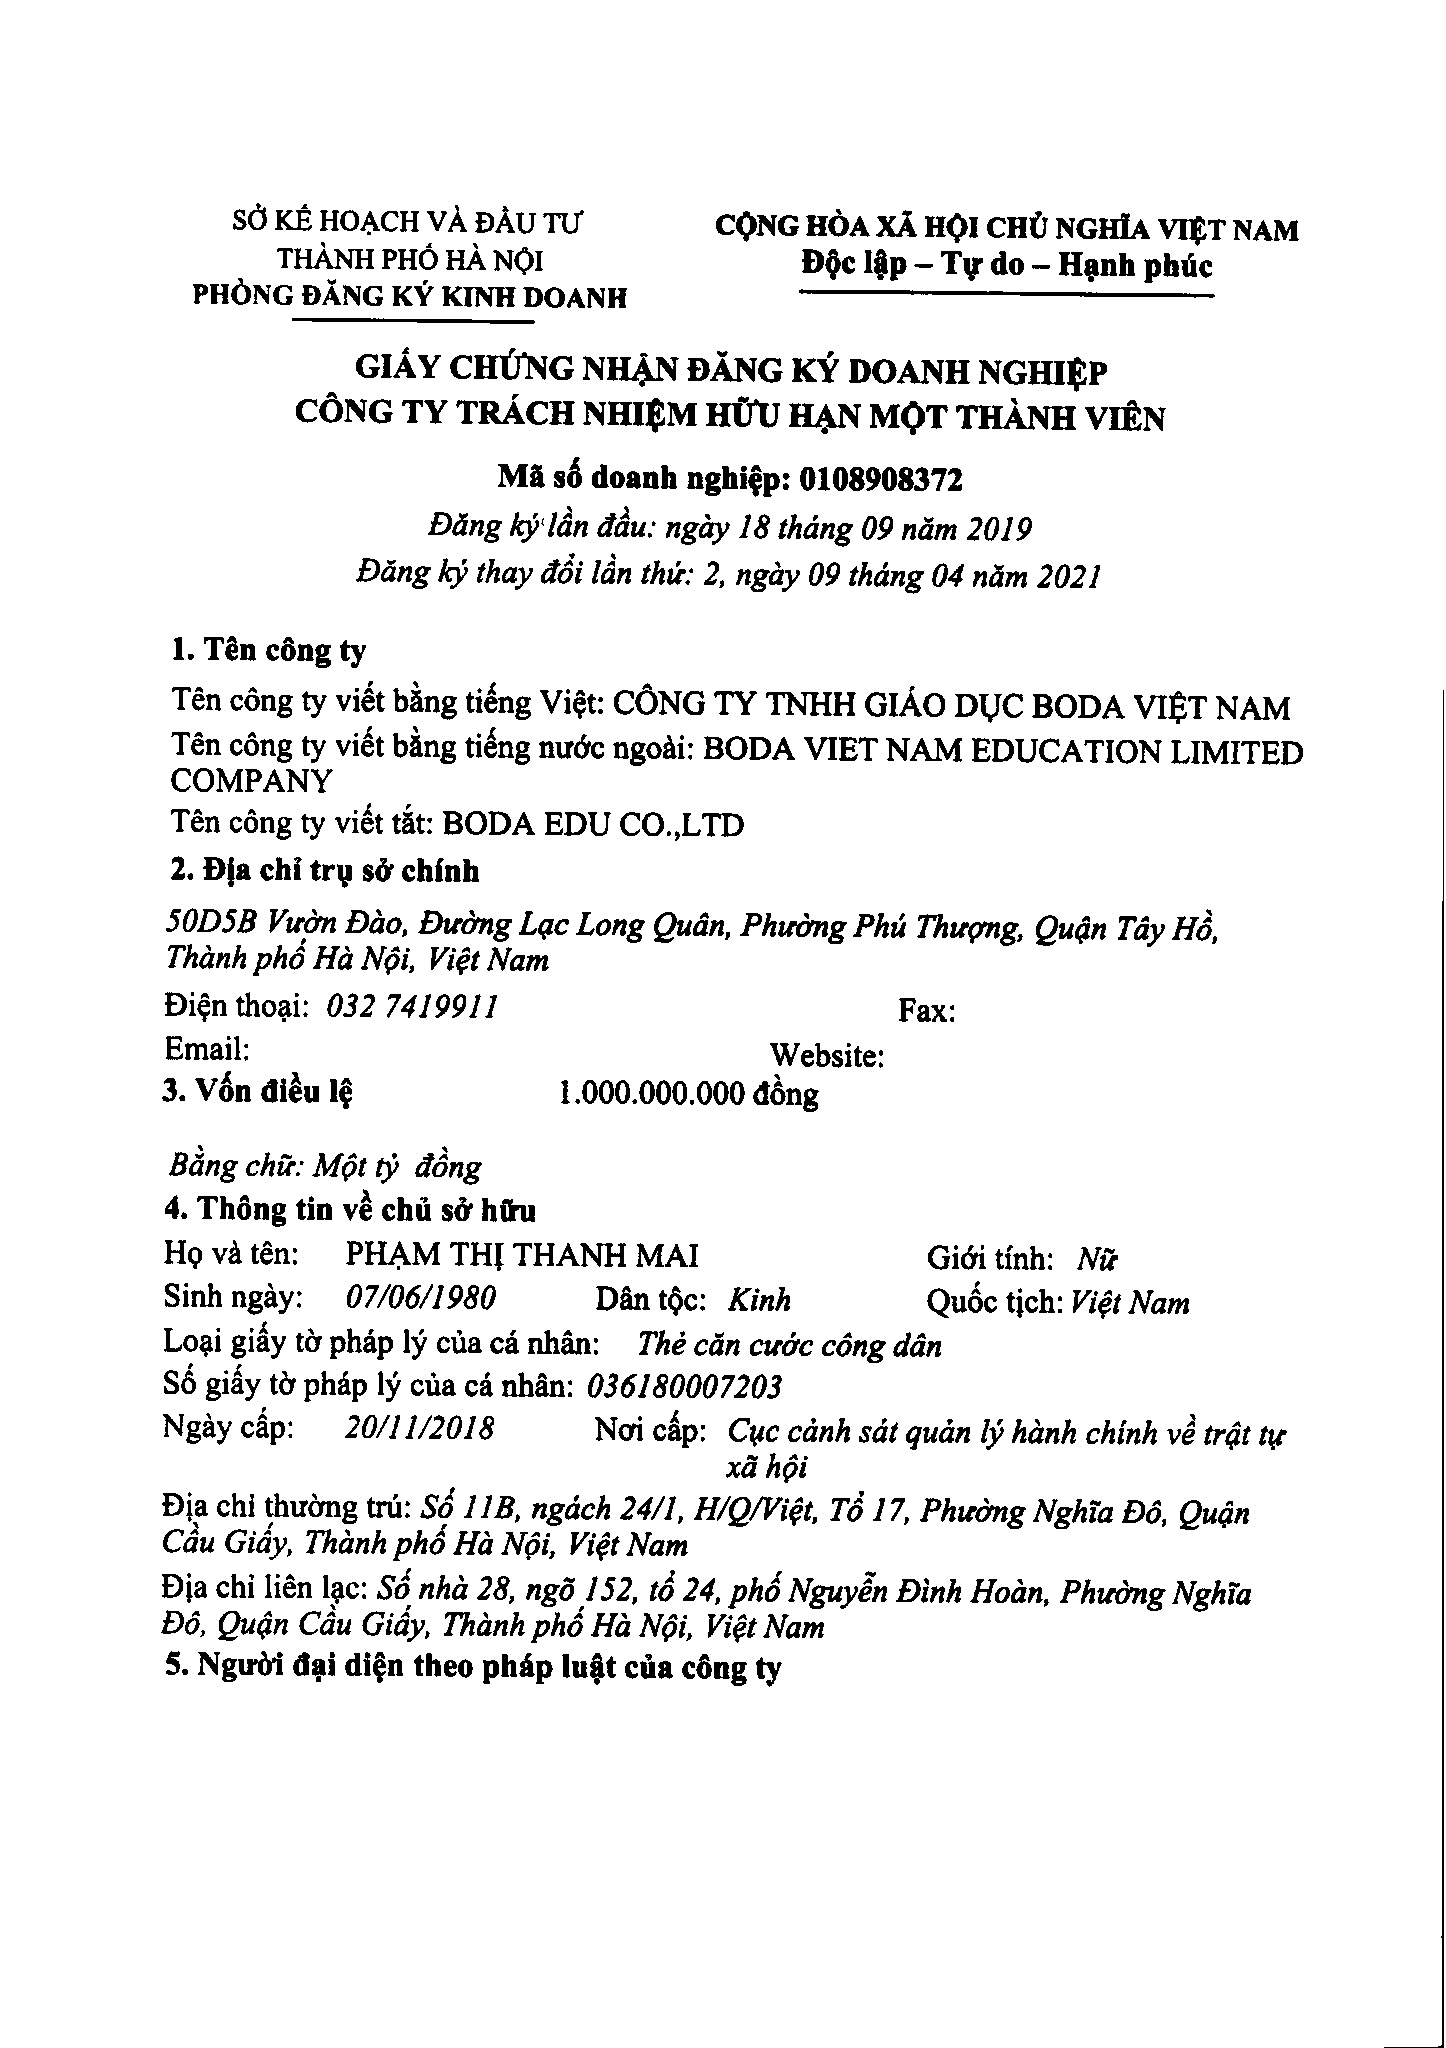 SỞ KẾ HOẠCH VÀ ĐẦU TƯ
THÀNH PHỐ HÀ NỘI
PHÒNG ĐĂNG KÝ KINH DOANH
CỘNG HÒA XÃ HỘI CHỦ NGHĨA VIỆT NAM
Độc lập – Tự do – Hạnh phúc
GIẤY CHỨNG NHẬN ĐĂNG KÝ DOANH NGHIỆP
CÔNG TY TRÁCH NHIỆM HỮU HẠN MỘT THÀNH VIÊN
Mã số doanh nghiệp: 0108908372
Đăng ký lần đầu: ngày 18 tháng 09 năm 2019
Đăng ký thay đổi lần thứ: 2, ngày 09 tháng 04 năm 2021
1. Tên công ty
Tên công ty viết bằng tiếng Việt: CÔNG TY TNHH GIÁO DỤC BODA VIỆT NAM
Tên công ty viết bằng tiếng nước ngoài: BODA VIET NAM EDUCATION LIMITED
COMPANY
Tên công ty viết tắt: BODA EDU CO.,LTD
2. Địa chỉ trụ sở chính
50D5B Vườn Đào, Đường Lạc Long Quân, Phường Phú Thượng, Quận Tây Hồ,
Thành phố Hà Nội, Việt Nam
Điện thoại: 032 7419911 Fax:
Email: Website:
3. Vốn điều lệ 1.000.000.000 đồng
Bằng chữ: Một tỷ đồng
4. Thông tin về chủ sở hữu
Họ và tên: PHẠM THỊ THANH MAI Giới tính: Nữ
Sinh ngày: 07/06/1980 Dân tộc: Kinh Quốc tịch: Việt Nam
Loại giấy tờ pháp lý của cá nhân: Thẻ căn cước công dân
Số giấy tờ pháp lý của cá nhân: 036180007203
Ngày cấp: 20/11/2018 Nơi cấp: Cục cảnh sát quản lý hành chính về trật tự
xã hội
Địa chỉ thường trú: Số 11B, ngách 24/1, H/Q/Việt, Tổ 17, Phường Nghĩa Đô, Quận
Cầu Giấy, Thành phố Hà Nội, Việt Nam
Địa chỉ liên lạc: Số nhà 28, ngõ 152, tổ 24, phố Nguyễn Đình Hoàn, Phường Nghĩa
Đô, Quận Cầu Giấy, Thành phố Hà Nội, Việt Nam
5. Người đại diện theo pháp luật của công ty